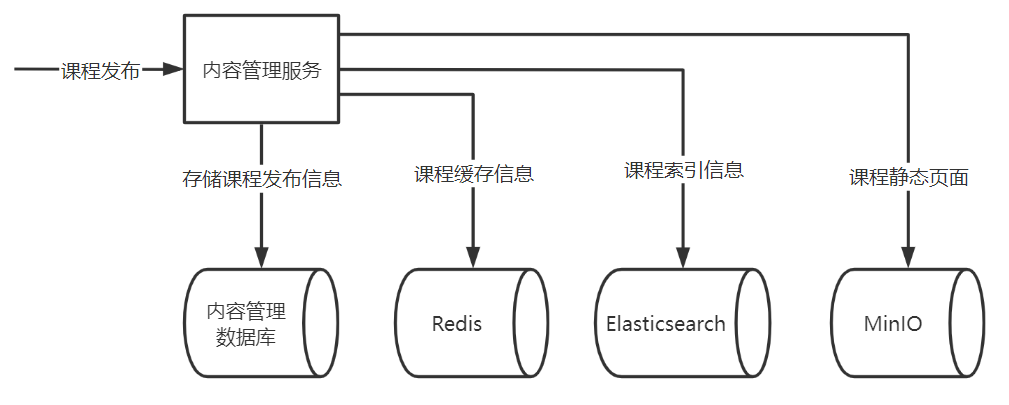 课程发布
内容管理服务
存储课程发布信息
课程缓存信息
课程索引信息
课程静态页面
内容管理
数据库
Redis
Elasticsearch
MinIO